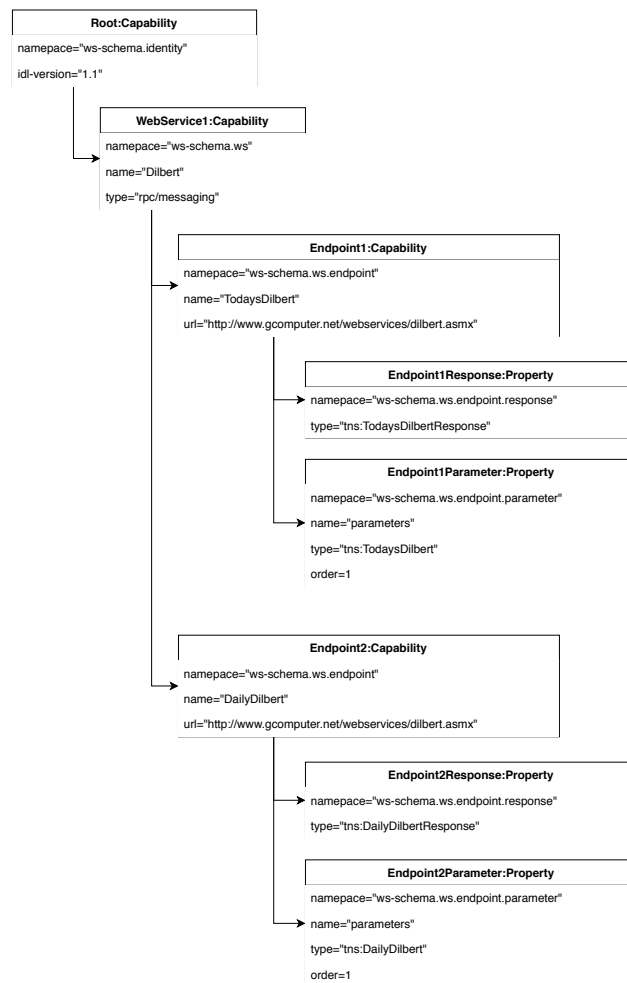 Root:Capability
namepace="ws-schema.identity"
idl-version="1.1"
WebService1:Capability
namepace="ws-schema.ws"
name="Dilbert"
type="rpc/messaging"
Endpoint1:Capability
namepace="ws-schema.ws.endpoint"
name="TodaysDilbert"
url="http://www.gcomputer.net/webservices/dilbert.asmx"
Endpoint1Response:Property
namepace="ws-schema.ws.endpoint.response"
type="tns:TodaysDilbertResponse"
Endpoint1Parameter:Property
namepace="ws-schema.ws.endpoint.parameter"
name="parameters"
type="tns:TodaysDilbert"
order=1
Endpoint2:Capability
namepace="ws-schema.ws.endpoint"
name="DailyDilbert"
url="http://www.gcomputer.net/webservices/dilbert.asmx"
Endpoint2Response:Property
namepace="ws-schema.ws.endpoint.response"
type="tns:DailyDilbertResponse"
Endpoint2Parameter:Property
namepace="ws-schema.ws.endpoint.parameter"
name="parameters"
type="tns:DailyDilbert"
order=1